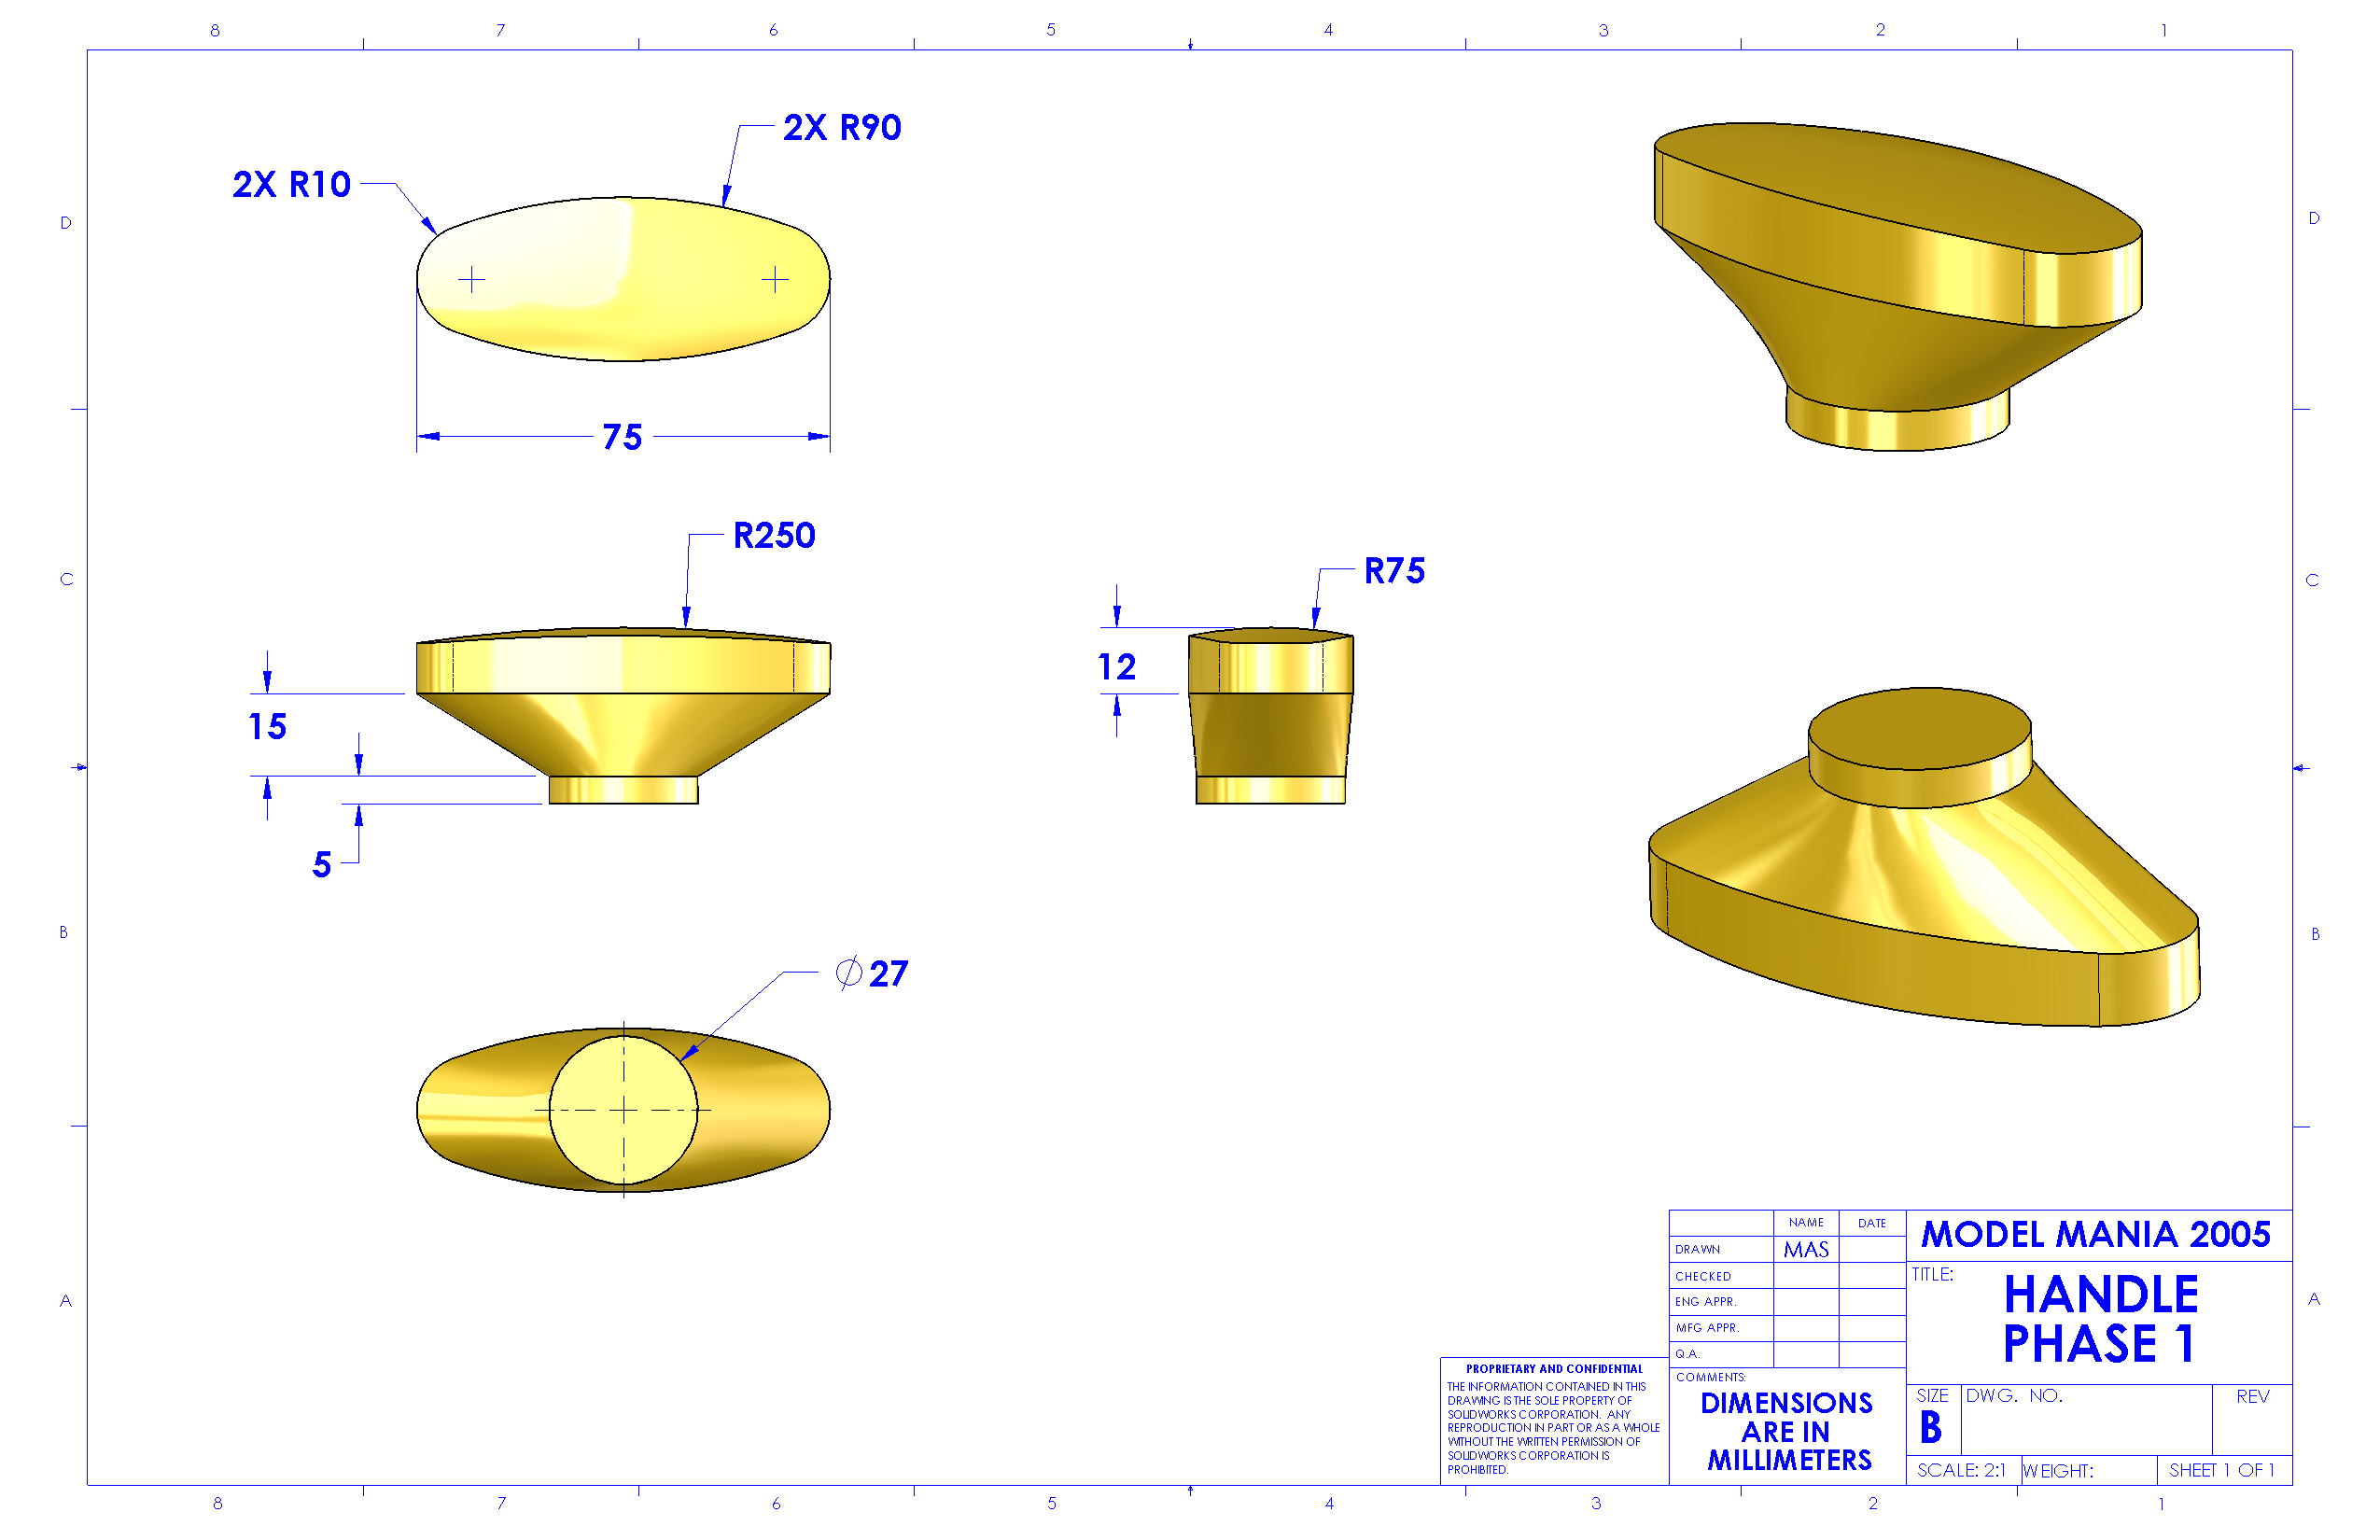 8 7 6 5 4 3 2 1
2X R90
2X R10
D D
75
R250
R75
C C
12
15
5
B B
⌀27
A A
NAME DATE
DRAWN MAS
CHECKED
ENG APPR.
MFG APPR.
Q.A.
COMMENTS:
DIMENSIONS
ARE IN
MILLIMETERS
MODEL MANIA 2005
TITLE:
HANDLE
PHASE 1
SIZE DWG. NO. REV
B
SCALE: 2:1 WEIGHT: SHEET 1 OF 1
PROPRIETARY AND CONFIDENTIAL
THE INFORMATION CONTAINED IN THIS
DRAWING IS THE SOLE PROPERTY OF
SOLIDWORKS CORPORATION. ANY
REPRODUCTION IN PART OR AS A WHOLE
WITHOUT THE WRITTEN PERMISSION OF
SOLIDWORKS CORPORATION IS
PROHIBITED.
8 7 6 5 4 3 2 1